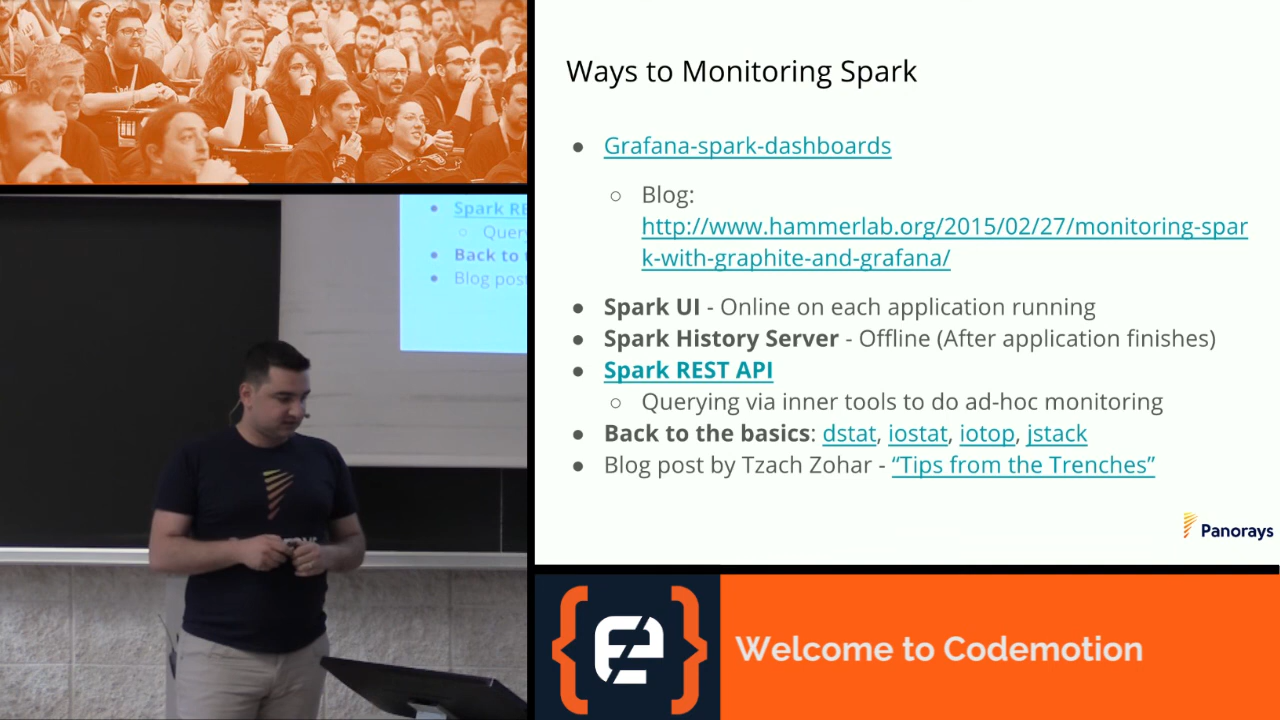 Ways to Monitoring Spark
● Grafana-spark-dashboards
○ Blog:
http://www.hammerlab.org/2015/02/27/monitoring-spar
k-with-graphite-and-grafana/
● Spark UI - Online on each application running
● Spark History Server - Offline (After application finishes)
● Spark REST API
○ Querying via inner tools to do ad-hoc monitoring
● Back to the basics: dstat, iostat, iotop, jstack
● Blog post by Tzach Zohar - “Tips from the Trenches”
Panorays
● Spark RE
○ Query
● Back to
● Blog post
Welcome to Codemotion